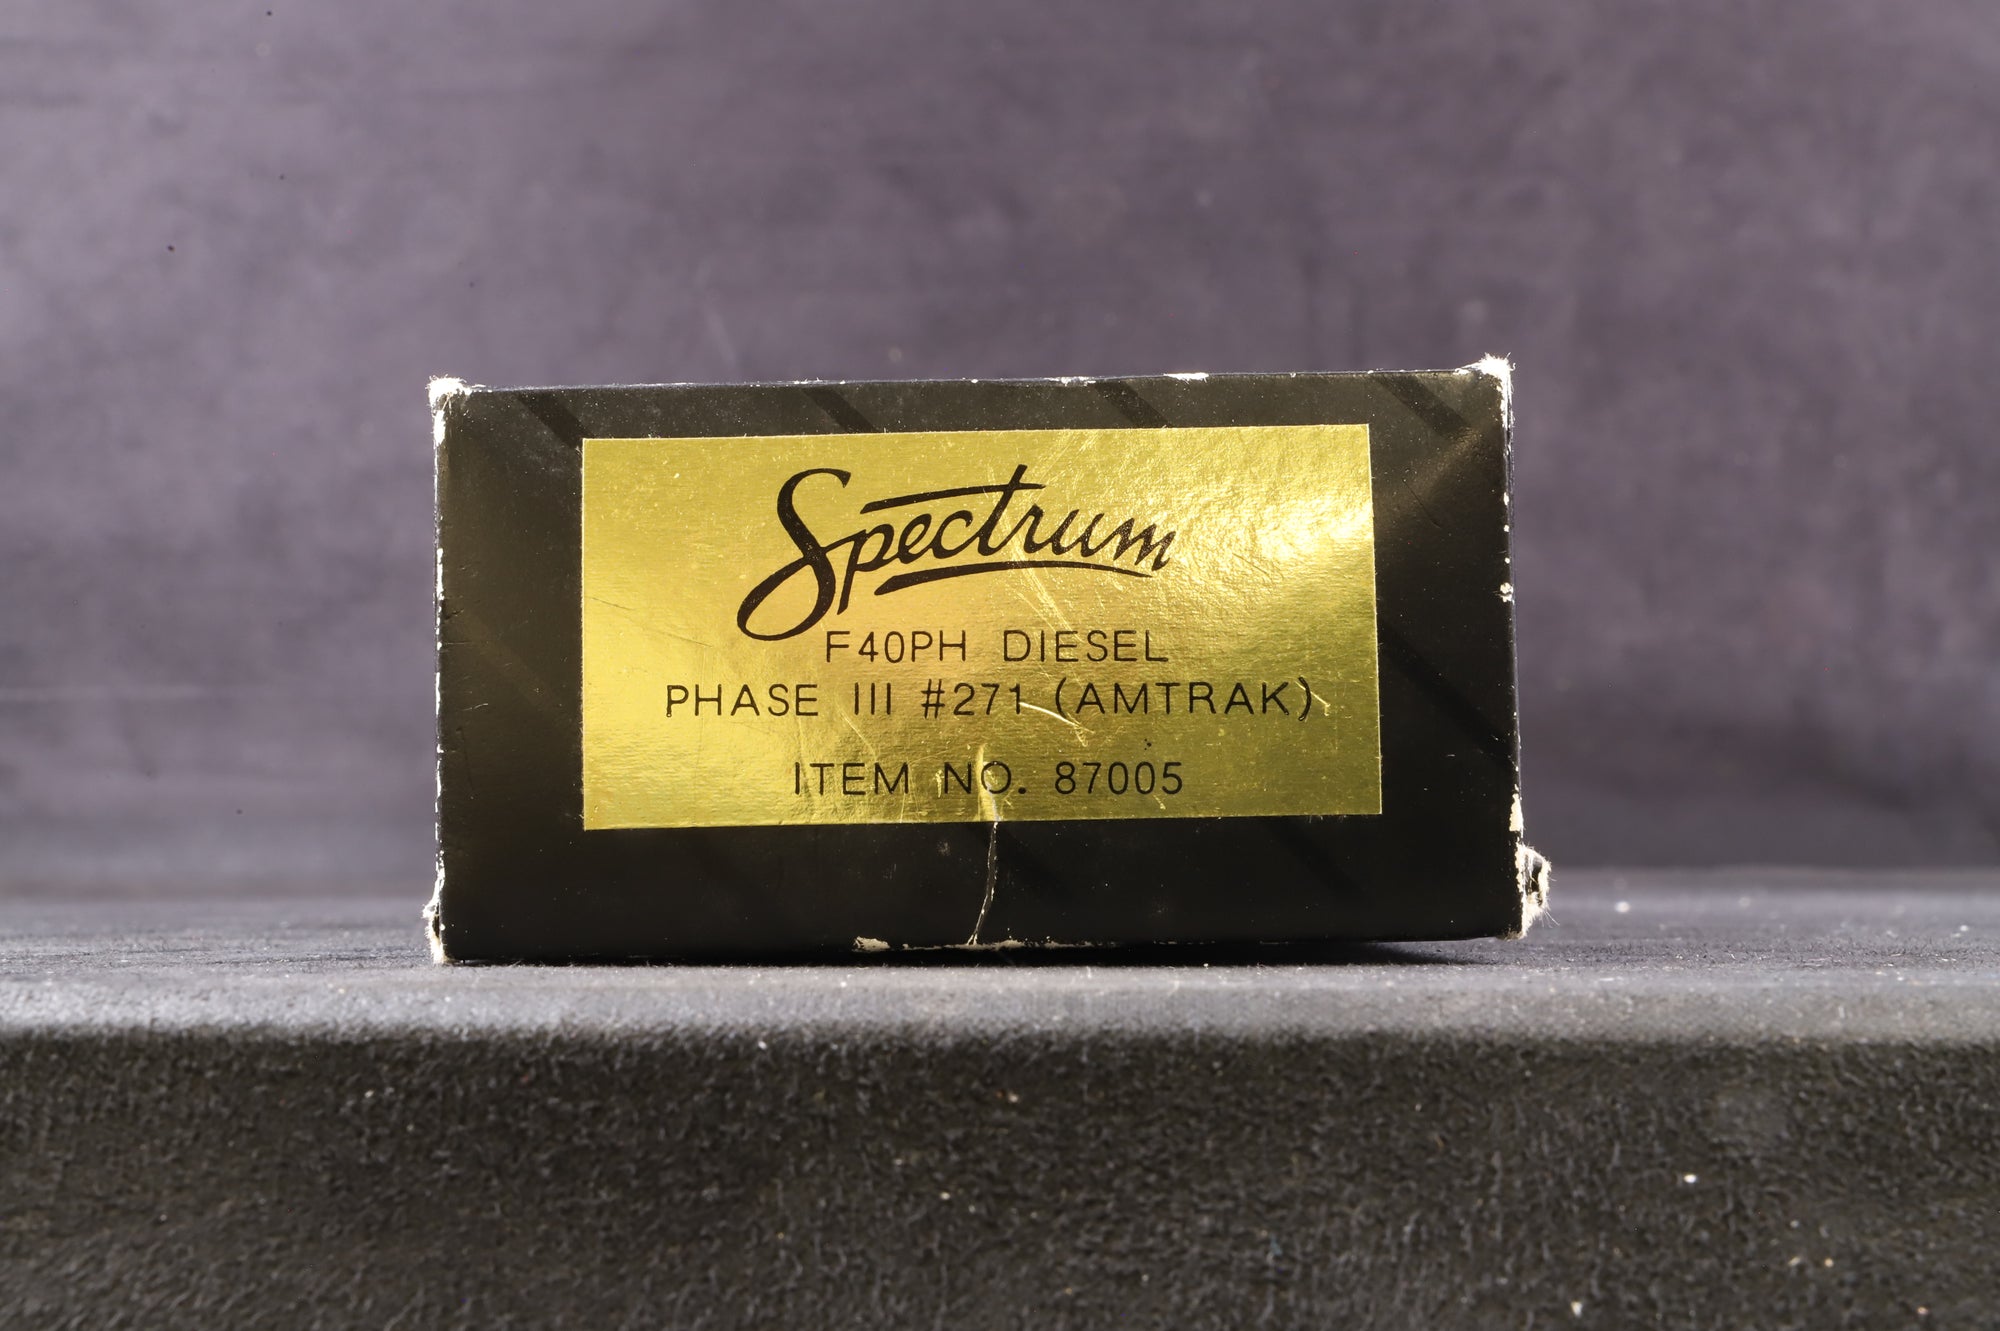 Spectrum
F40PH DIESEL
PHASE III #271 (AMTRAK)
ITEM NO. 87005